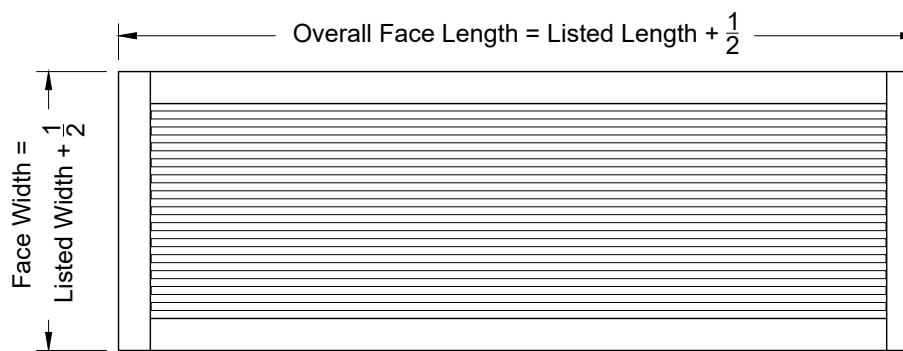 Overall Face Length = Listed Length + 1/2
Face Width =
Listed Width + 1/2